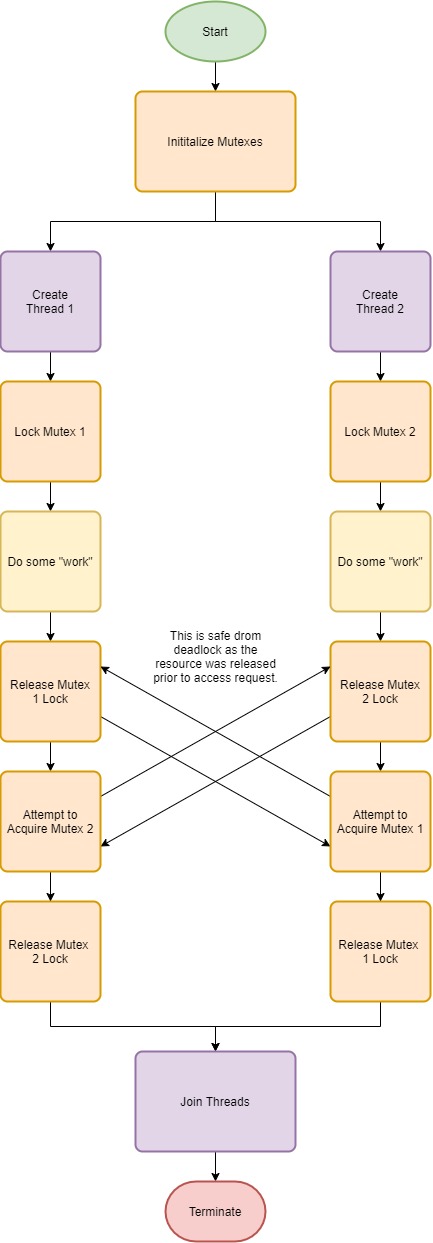 Start
Inititalize Mutexes
Create
Thread 1
Create
Thread 2
Lock Mutex 1
Lock Mutex 2
Do some "work"
Do some "work"
This is safe drom
deadlock as the
resource was released
prior to access request.
Release Mutex
1 Lock
Release Mutex
2 Lock
Attempt to
Acquire Mutex 2
Attempt to
Acquire Mutex 1
Release Mutex
2 Lock
Release Mutex
1 Lock
Join Threads
Terminate